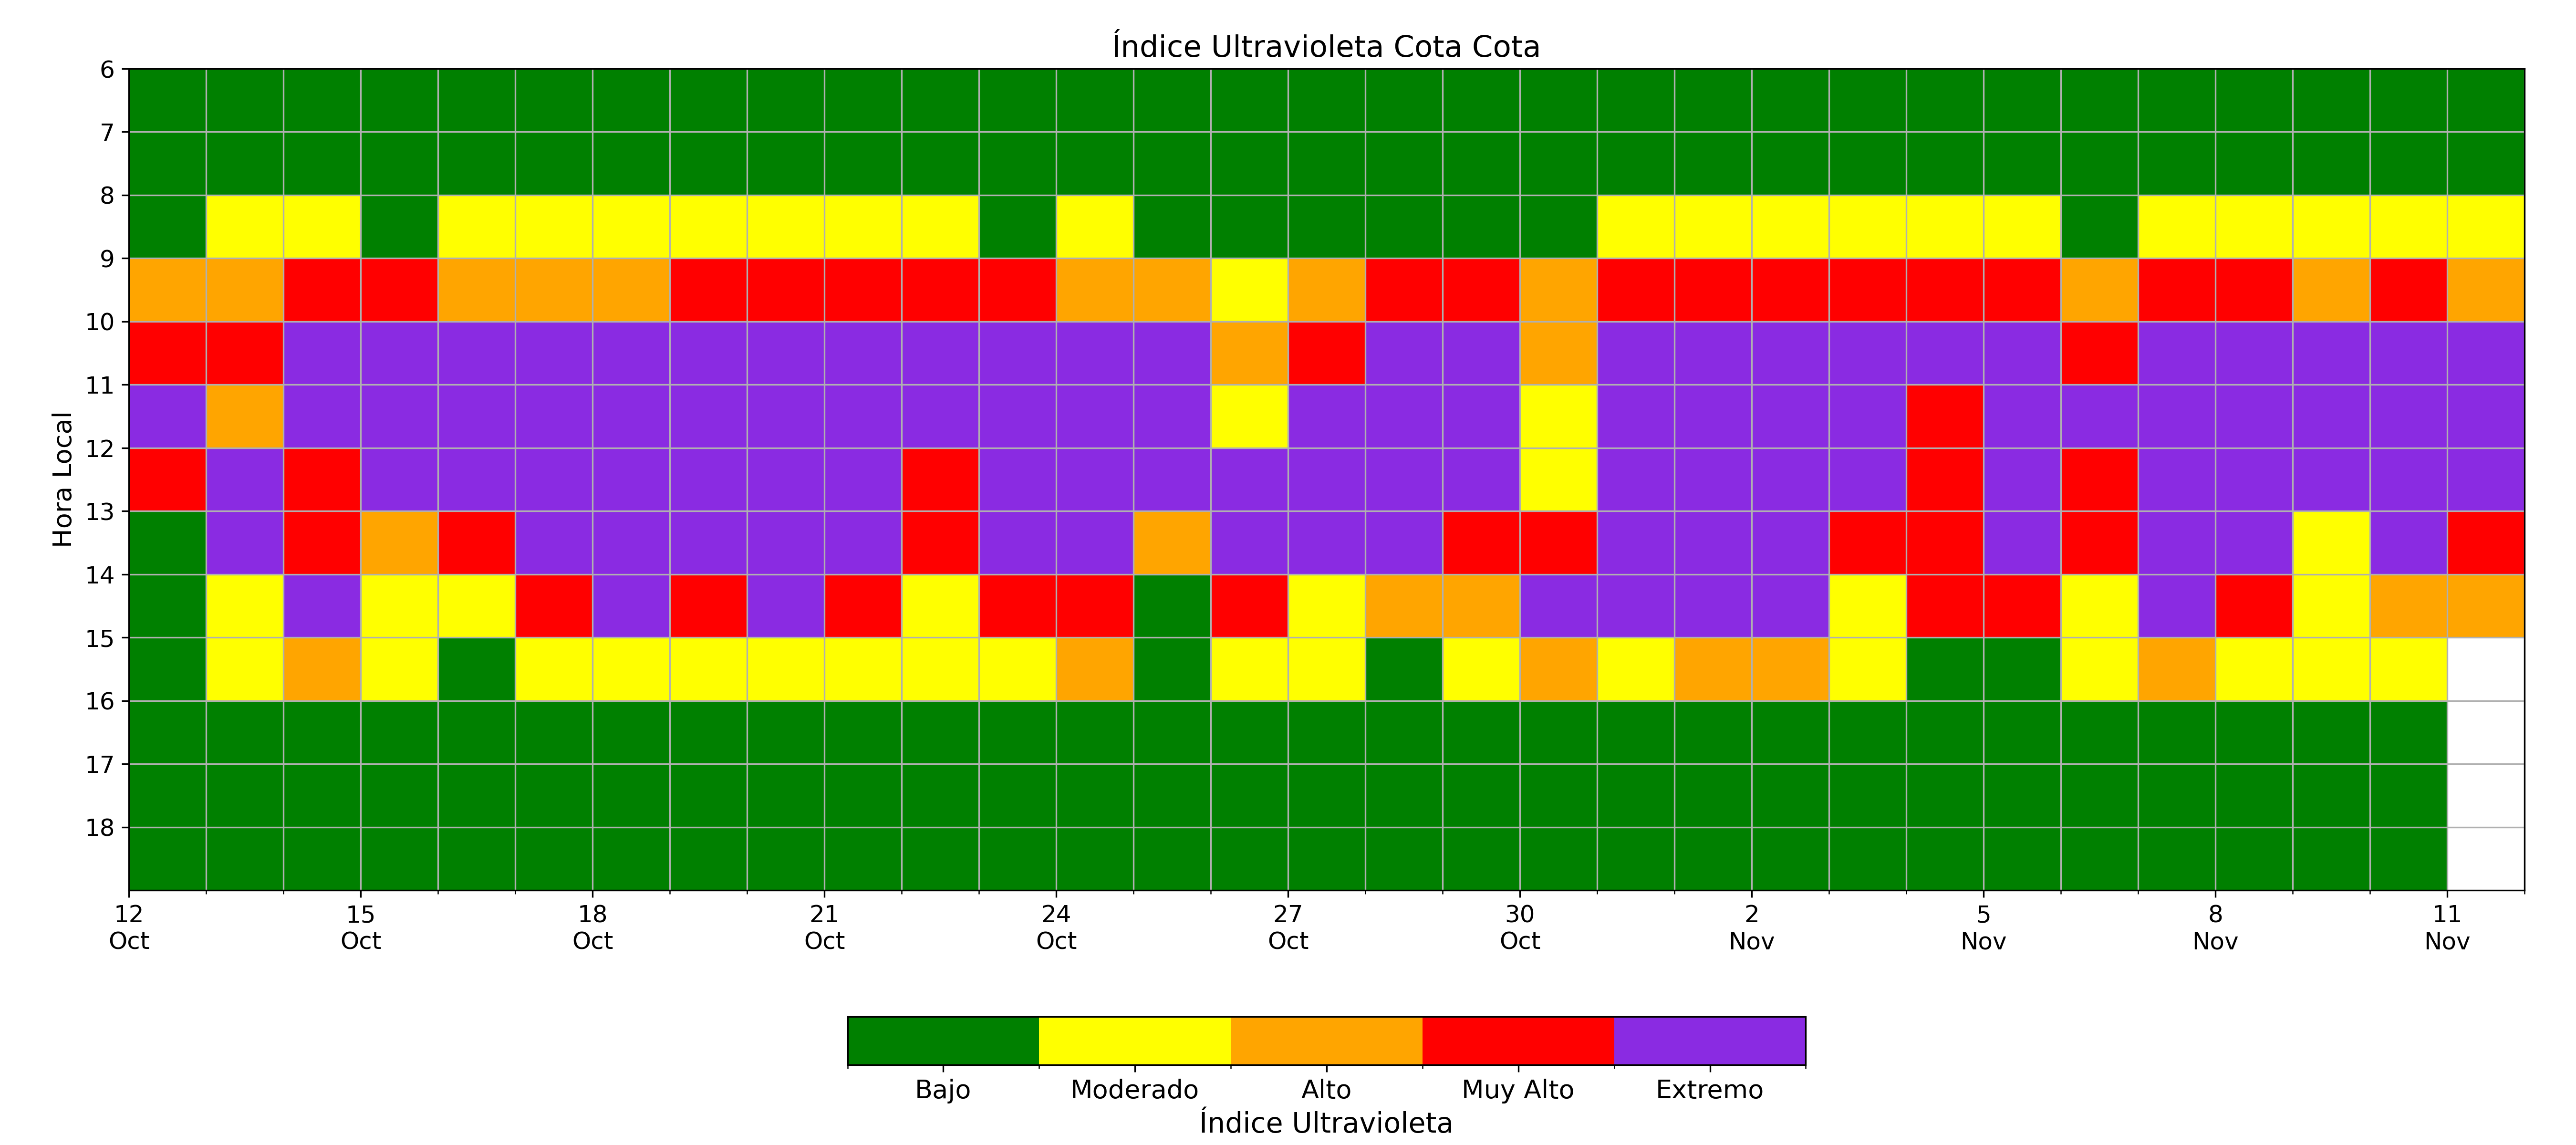 Índice Ultravioleta Cota Cota
Hora Local
6
7
8
9
10
11
12
13
14
15
16
17
18
12 15 18 21 24 27 30 2 5 8 11
Oct Oct Oct Oct Oct Oct Oct Nov Nov Nov Nov
Bajo Moderado Alto Muy Alto Extremo
Índice Ultravioleta